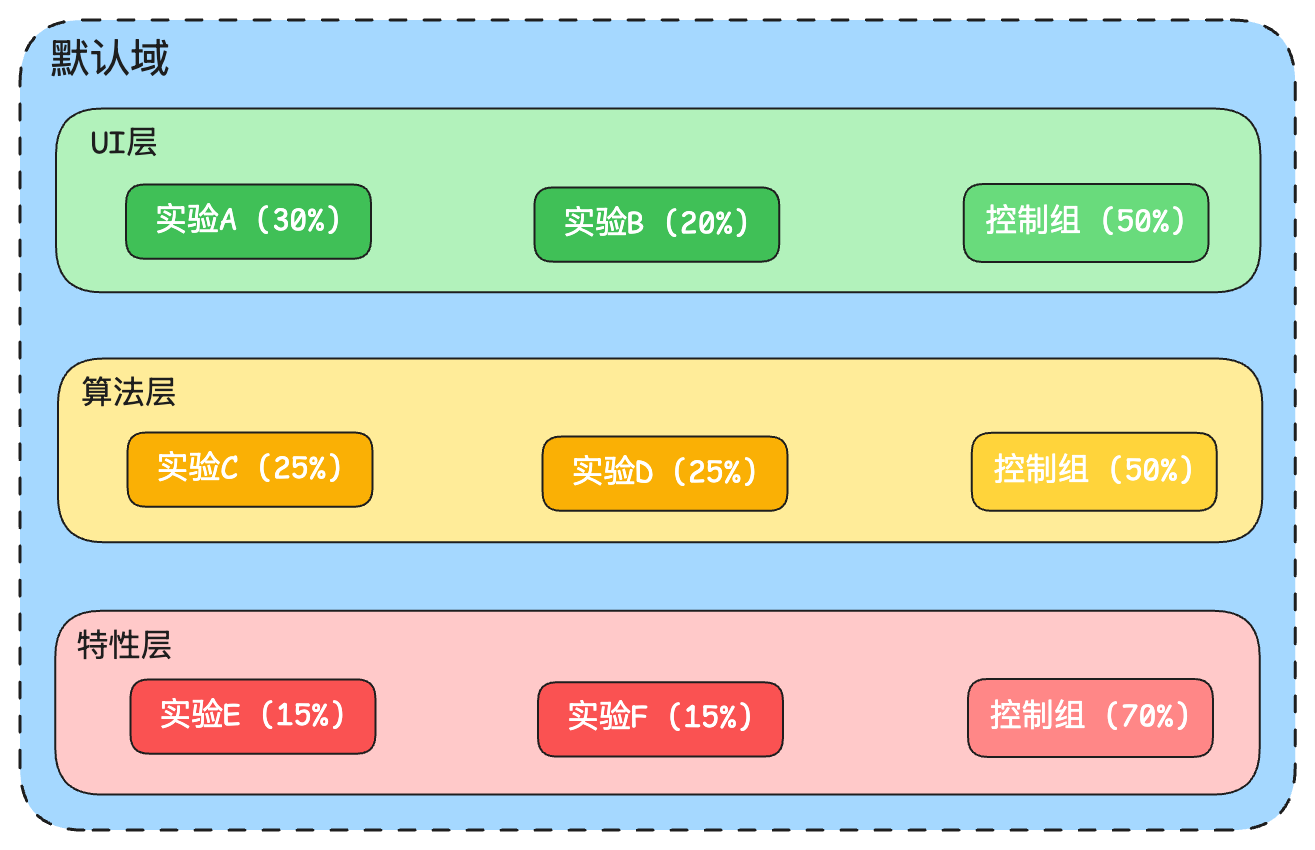 默认域
UI层
实验A (30%)
实验B (20%)
控制组 (50%)
算法层
实验C (25%)
实验D (25%)
控制组 (50%)
特性层
实验E (15%)
实验F (15%)
控制组 (70%)